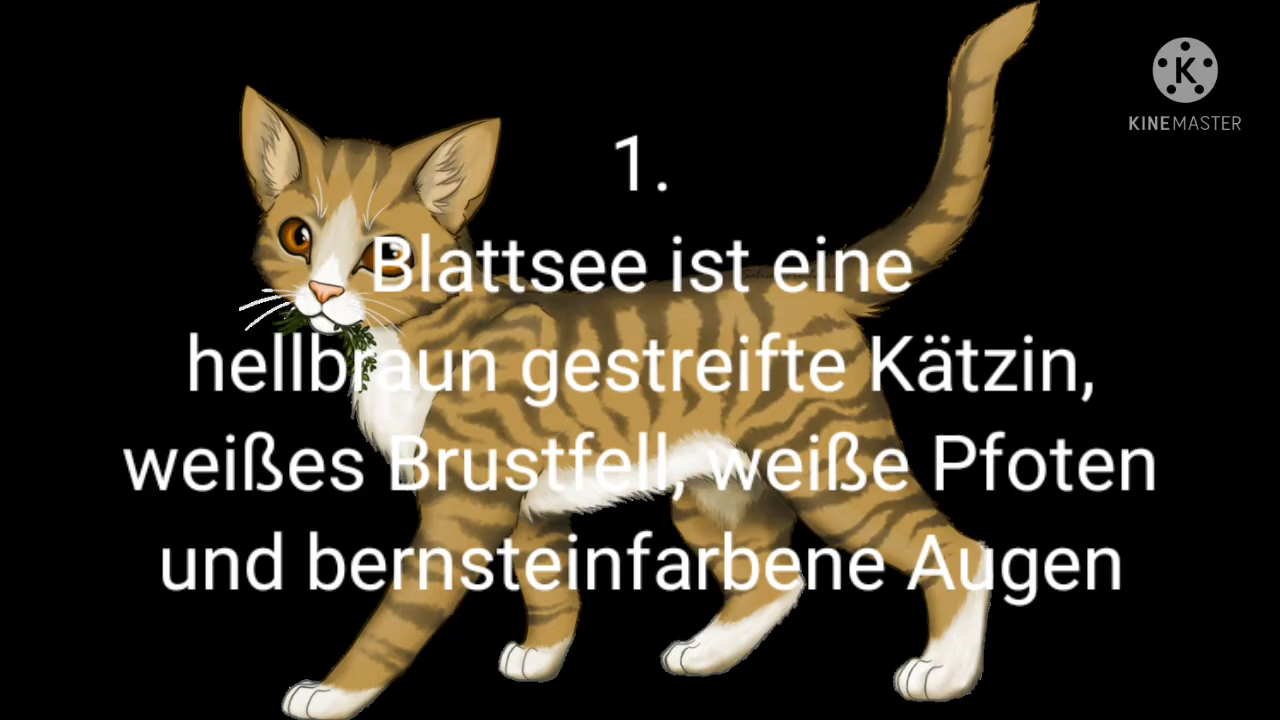 KINEMASTER
1.
Blattsee ist eine
hellbraun gestreifte Kätzin,
weißes Brustfell, weiße Pfoten
und bernsteinfarbene Augen